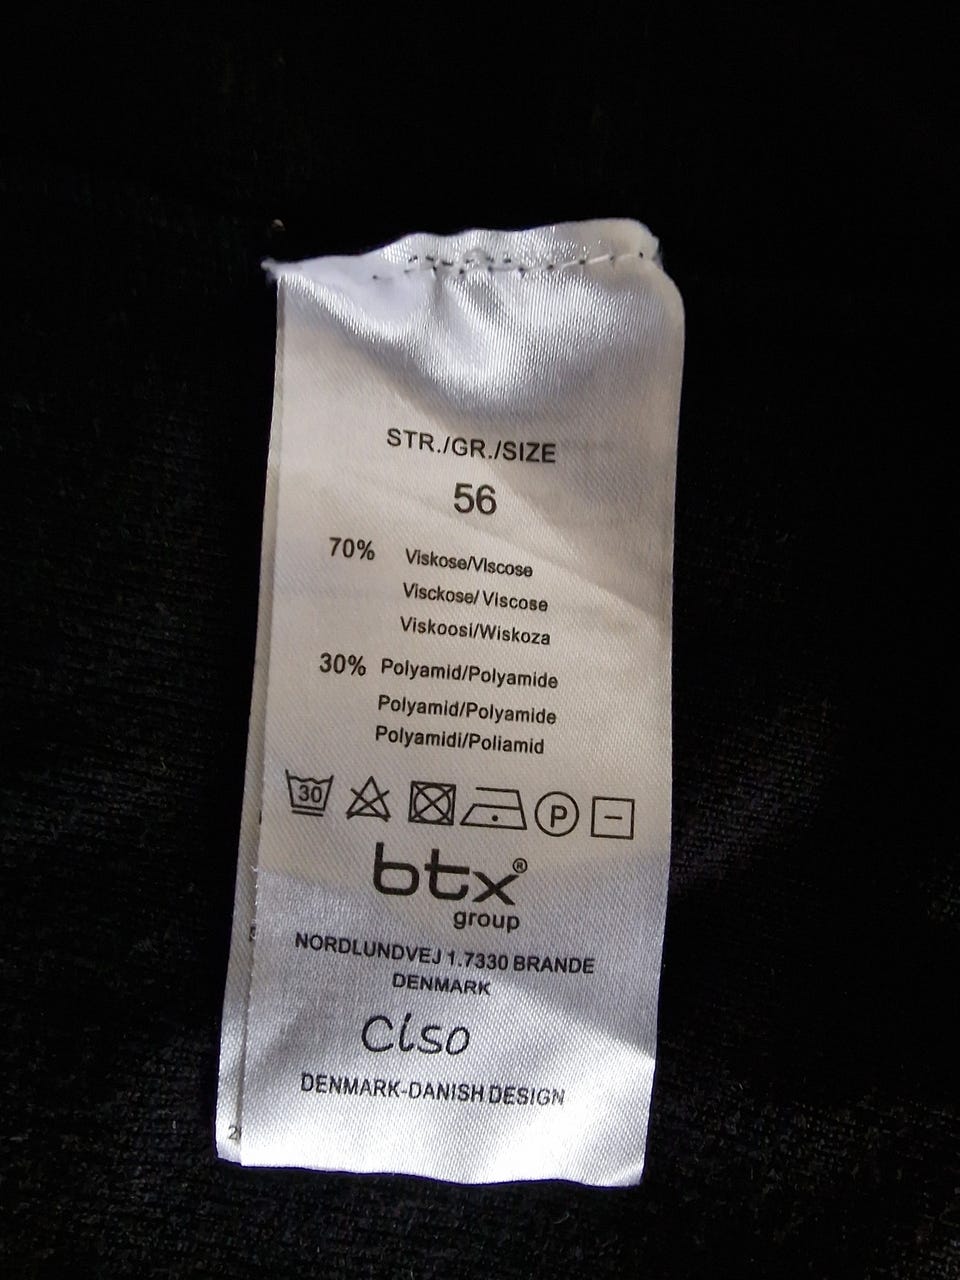 STR./GR./SIZE
56
70% Viskose/Viscose
Visckose/ Viscose
Viskoosi/Wiskoza
30% Polyamid/Polyamide
Polyamid/Polyamide
Polyamidi/Poliamid
30 P
btx®
group
NORDLUNDVEJ 1.7330 BRANDE
DENMARK
Ciso
DENMARK-DANISH DESIGN